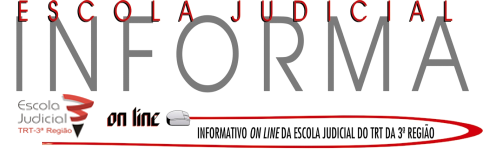 ESCOLA JUDICIAL
INFORMA
Escola
Judicial
TRT-3ª Região
on line
INFORMATIVO ON LINE DA ESCOLA JUDICIAL DO TRT DA 3ª REGIÃO